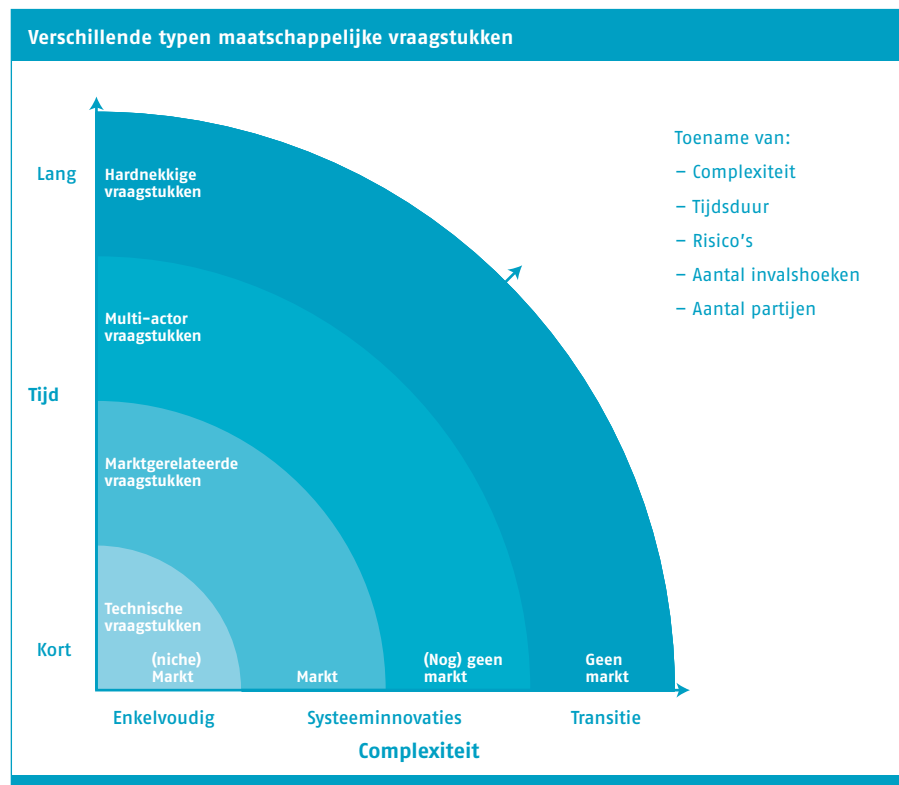 Verschillende typen maatschappelijke vraagstukken
Toename van:
– Complexiteit
– Tijdsduur
– Risico's
– Aantal invalshoeken
– Aantal partijen
Lang
Hardnekkige
vraagstukken
Multi-actor
vraagstukken
Tijd
Marktgerelateerde
vraagstukken
Technische
vraagstukken
Kort
(niche)
Markt
Markt
(Nog) geen
markt
Geen
markt
Enkelvoudig
Systeeminnovaties
Transitie
Complexiteit